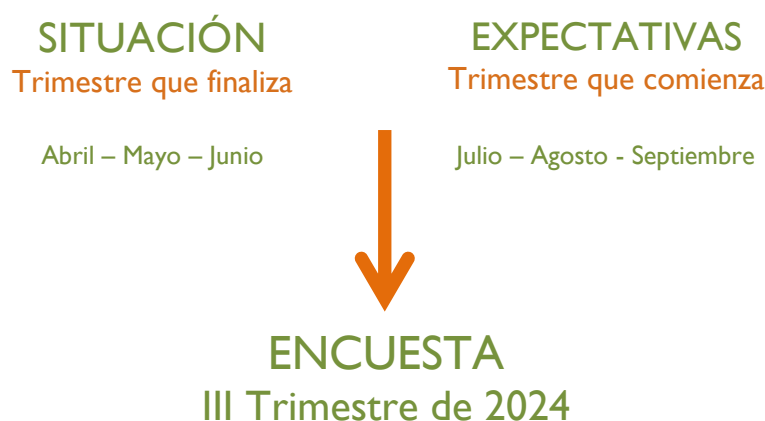 SITUACIÓN
Trimestre que finaliza
Abril – Mayo – Junio
EXPECTATIVAS
Trimestre que comienza
Julio – Agosto - Septiembre
ENCUESTA
III Trimestre de 2024